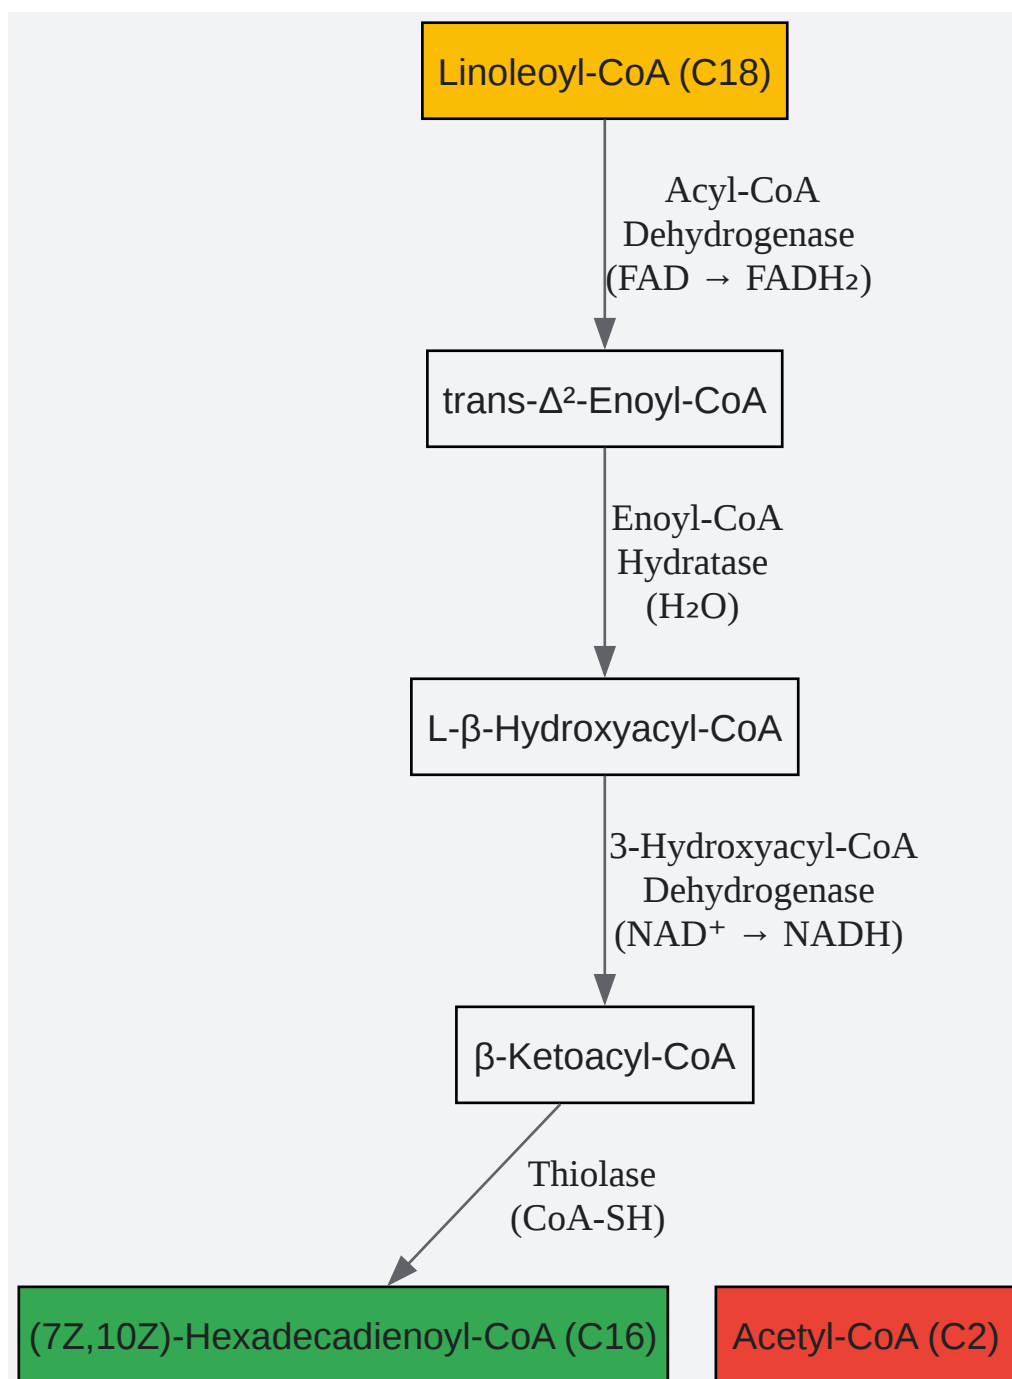 Linoleoyl-CoA (C18)
Acyl-CoA
Dehydrogenase
(FAD → FADH₂)
trans-Δ²-Enoyl-CoA
Enoyl-CoA
Hydratase
(H₂O)
L-β-Hydroxyacyl-CoA
3-Hydroxyacyl-CoA
Dehydrogenase
(NAD⁺ → NADH)
β-Ketoacyl-CoA
Thiolase
(CoA-SH)
(7Z,10Z)-Hexadecadienoyl-CoA (C16)
Acetyl-CoA (C2)